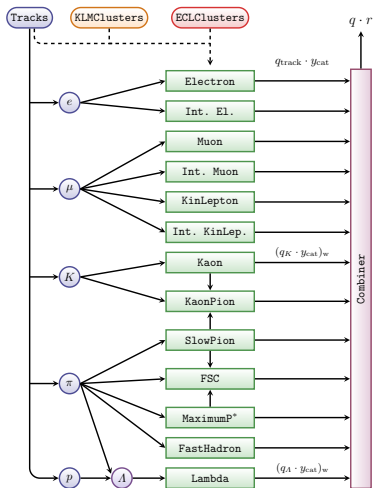 Tracks KLMClusters ECLClusters q · r
Electron q_track · y_cat
e
Int. El.
Muon
Int. Muon
μ
KinLepton
Int. KinLep.
Kaon (q_K · y_cat)_w
K
KaonPion
Combiner
SlowPion
FSC
π
MaximumP*
FastHadron
p Λ Lambda (q_Λ · y_cat)_w